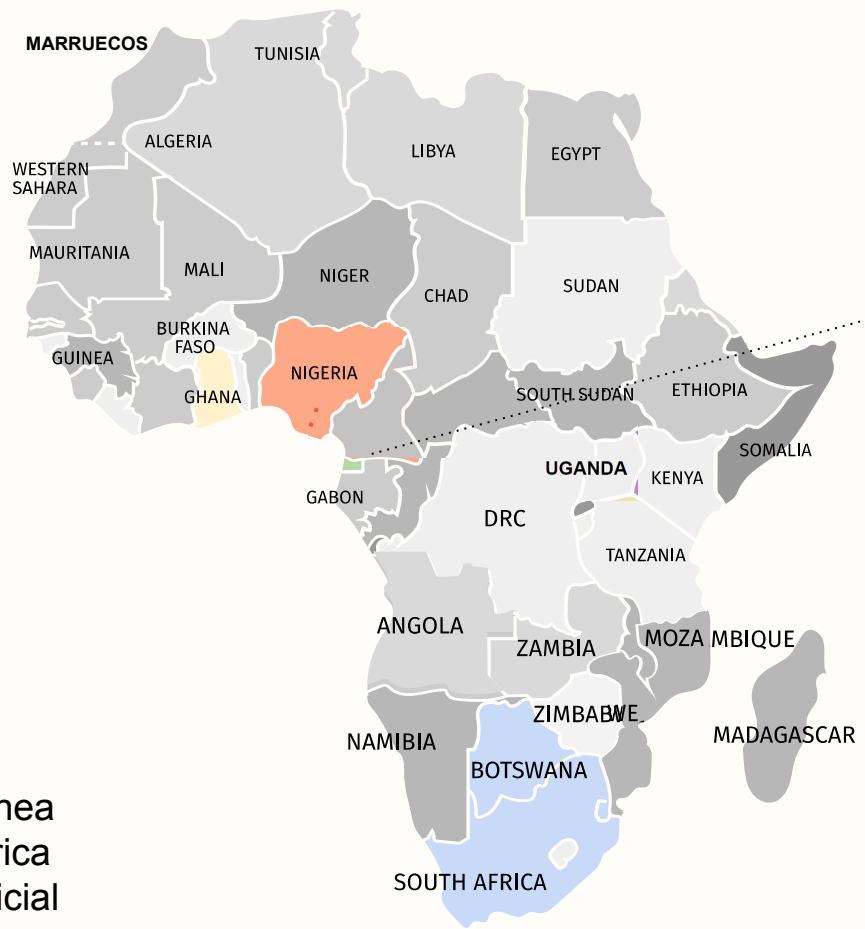 MARRUECOS
TUNISIA
ALGERIA
LIBYA
EGYPT
WESTERN
SAHARA
MAURITANIA
MALI
NIGER
CHAD
SUDAN
BURKINA
FASO
GUINEA
NIGERIA
GHANA
SOUTH SUDAN
ETHIOPIA
SOMALIA
UGANDA
KENYA
GABON
DRC
TANZANIA
ANGOLA
ZAMBIA
MOZA MBIQUE
ZIMBABWE
NAMIBIA
MADAGASCAR
BOTSWANA
SOUTH AFRICA
nea
rica
icial